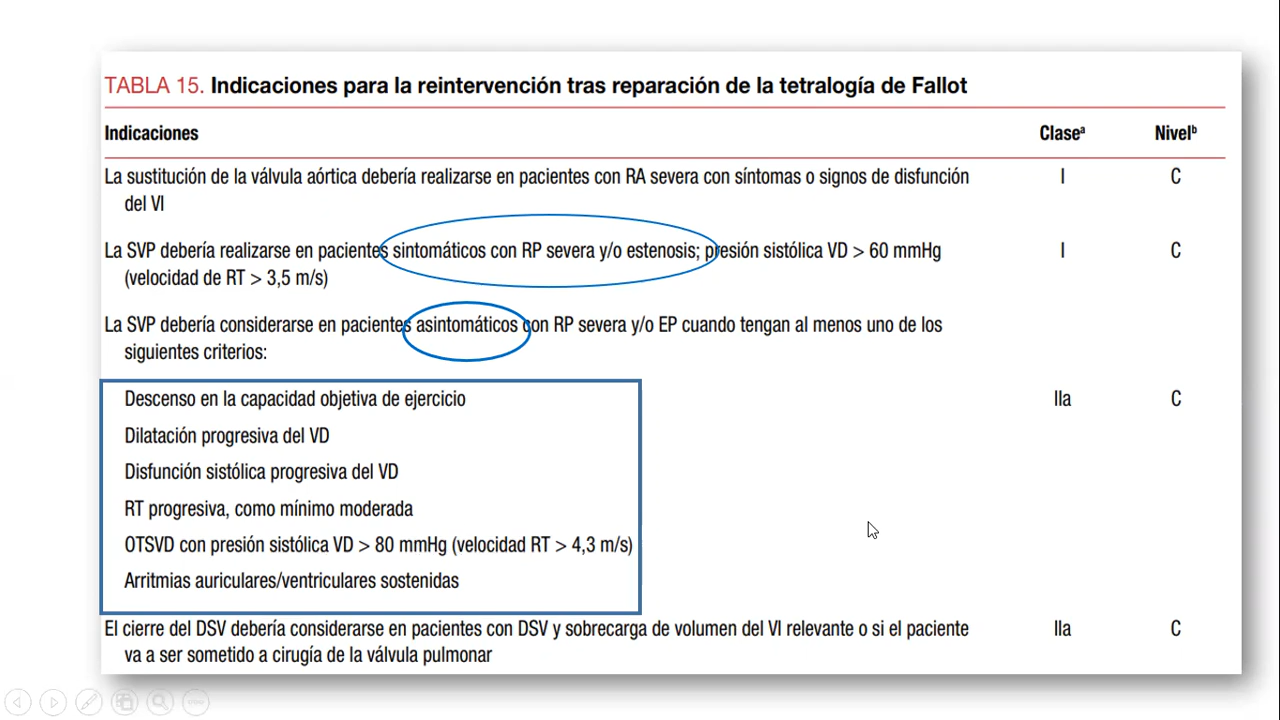 TABLA 15. Indicaciones para la reintervención tras reparación de la tetralogía de Fallot
Indicaciones Claseᵃ Nivelᵇ
La sustitución de la válvula aórtica debería realizarse en pacientes con RA severa con síntomas o signos de disfunción I C
del VI
La SVP debería realizarse en pacientes sintomáticos con RP severa y/o estenosis; presión sistólica VD > 60 mmHg I C
(velocidad de RT > 3,5 m/s)
La SVP debería considerarse en pacientes asintomáticos con RP severa y/o EP cuando tengan al menos uno de los
siguientes criterios:
Descenso en la capacidad objetiva de ejercicio IIa C
Dilatación progresiva del VD
Disfunción sistólica progresiva del VD
RT progresiva, como mínimo moderada
OTSVD con presión sistólica VD > 80 mmHg (velocidad RT > 4,3 m/s)
Arritmias auriculares/ventriculares sostenidas
El cierre del DSV debería considerarse en pacientes con DSV y sobrecarga de volumen del VI relevante o si el paciente IIa C
va a ser sometido a cirugía de la válvula pulmonar